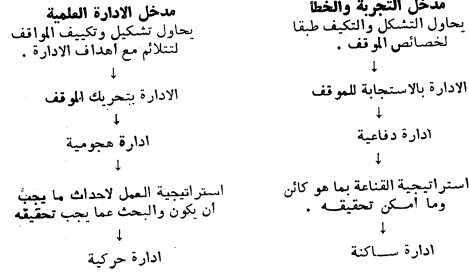 مدخل التجربة والخطأ
يحاول التشكل والتكيف طبقا
لخصائص الموقف .
↓
الادارة بالاستجابة للموقف
↓
ادارة دفاعية
↓
استراتيجية القناعة بما هو كائن
وما أمكن تحقيقه .
↓
ادارة ساكنة
مدخل الادارة العلمية
يحاول تشكيل وتكييف المواقف
لتتلائم مع أهداف الادارة .
↓
الادارة بتحريك الموقف
↓
ادارة هجومية
↓
استراتيجية العمل لاحداث ما يجب
أن يكون والبحث عما يجب تحقيقه
↓
ادارة حركية